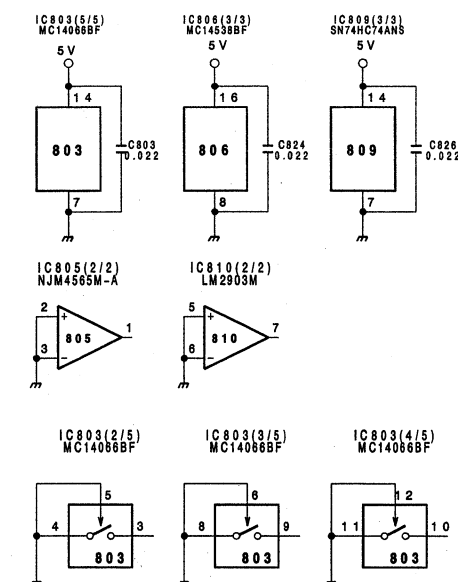 IC803(5/5)
MC14066BF
5V
14
803
C803
0.022
7
IC806(3/3)
MC14538BF
5V
16
806
C824
0.022
8
IC809(3/3)
SN74HC74ANS
5V
14
809
C826
0.022
7
IC805(2/2)
NJM4565M-A
2
+
805
1
3
−
IC810(2/2)
LM2903M
5
+
810
7
6
−
IC803(2/5)
MC14066BF
5
4
3
803
IC803(3/5)
MC14066BF
6
8
9
803
IC803(4/5)
MC14066BF
12
11
10
803